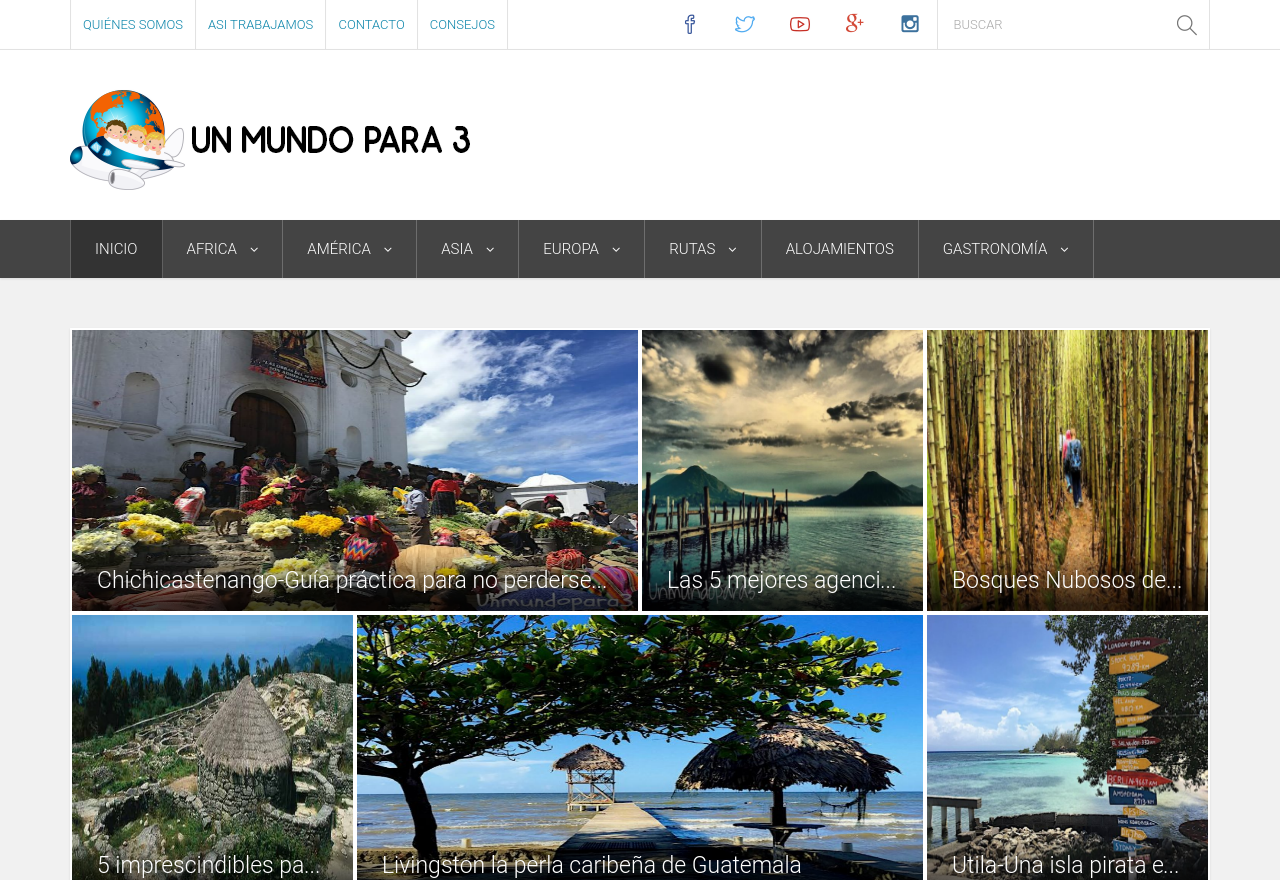 QUIÉNES SOMOS
ASI TRABAJAMOS
CONTACTO
CONSEJOS
BUSCAR
UN MUNDO PARA 3
INICIO
AFRICA
AMÉRICA
ASIA
EUROPA
RUTAS
ALOJAMIENTOS
GASTRONOMÍA
Chichicastenango-Guía práctica para no perderse...
Unmundopara3
Las 5 mejores agenci...
Unmundopara3
Bosques Nubosos de...
5 imprescindibles pa...
Livingston la perla caribeña de Guatemala
BERLIN
Utila-Una isla pirata e...